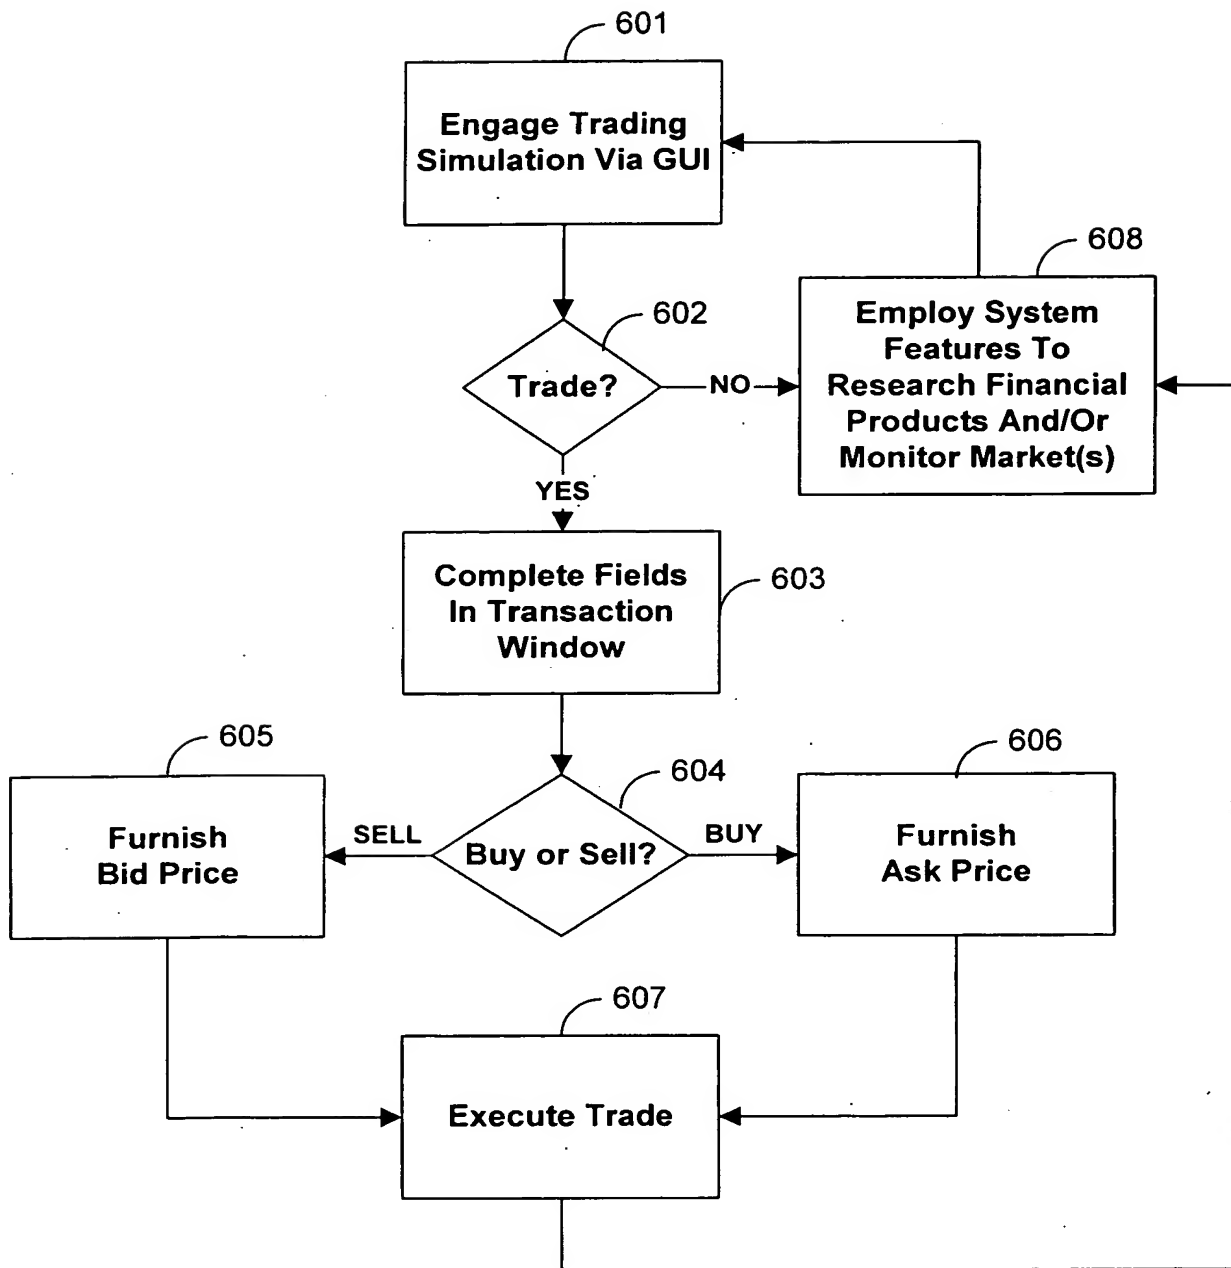 601
Engage Trading
Simulation Via GUI
608
Employ System
Features To
Research Financial
Products And/Or
Monitor Market(s)
602
Trade?
NO
YES
603
Complete Fields
In Transaction
Window
605
Furnish
Bid Price
604
SELL
Buy or Sell?
BUY
606
Furnish
Ask Price
607
Execute Trade